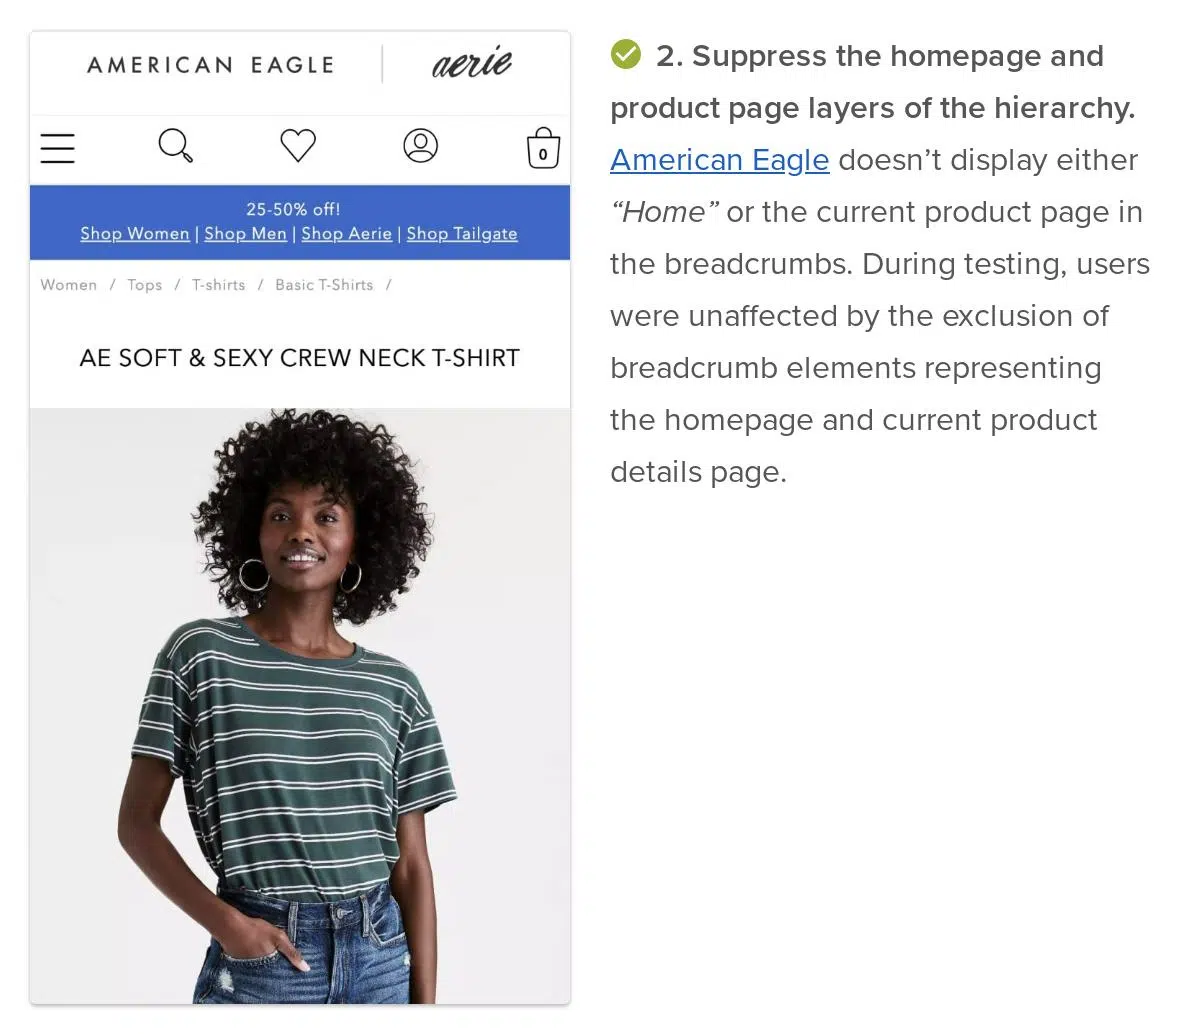 AMERICAN EAGLE | aerie
0
25-50% off!
Shop Women | Shop Men | Shop Aerie | Shop Tailgate
Women / Tops / T-shirts / Basic T-Shirts /
AE SOFT & SEXY CREW NECK T-SHIRT
2. Suppress the homepage and
product page layers of the hierarchy.
American Eagle doesn’t display either
“Home” or the current product page in
the breadcrumbs. During testing, users
were unaffected by the exclusion of
breadcrumb elements representing
the homepage and current product
details page.